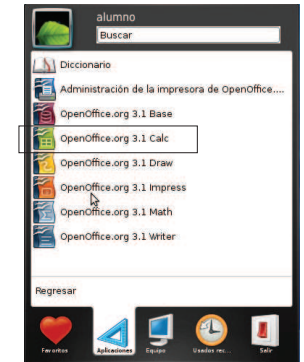 alumno
Buscar
Diccionario
Administración de la impresora de OpenOffice....
OpenOffice.org 3.1 Base
OpenOffice.org 3.1 Calc
OpenOffice.org 3.1 Draw
OpenOffice.org 3.1 Impress
OpenOffice.org 3.1 Math
OpenOffice.org 3.1 Writer
Regresar
Favoritos Aplicaciones Equipo Usados rec... Salir